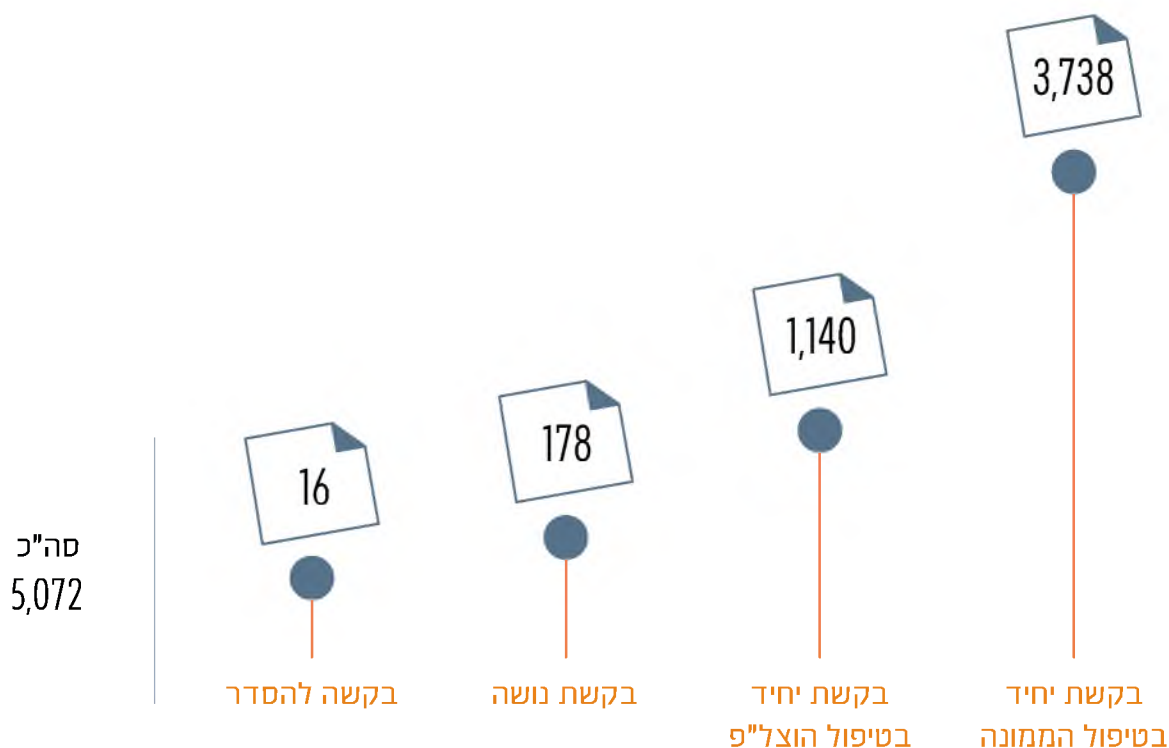 3,738
בקשת יחיד
בטיפול הממונה
1,140
בקשת יחיד
בטיפול הוצל"פ
178
בקשת נושה
16
בקשה להסדר
סה"כ
5,072